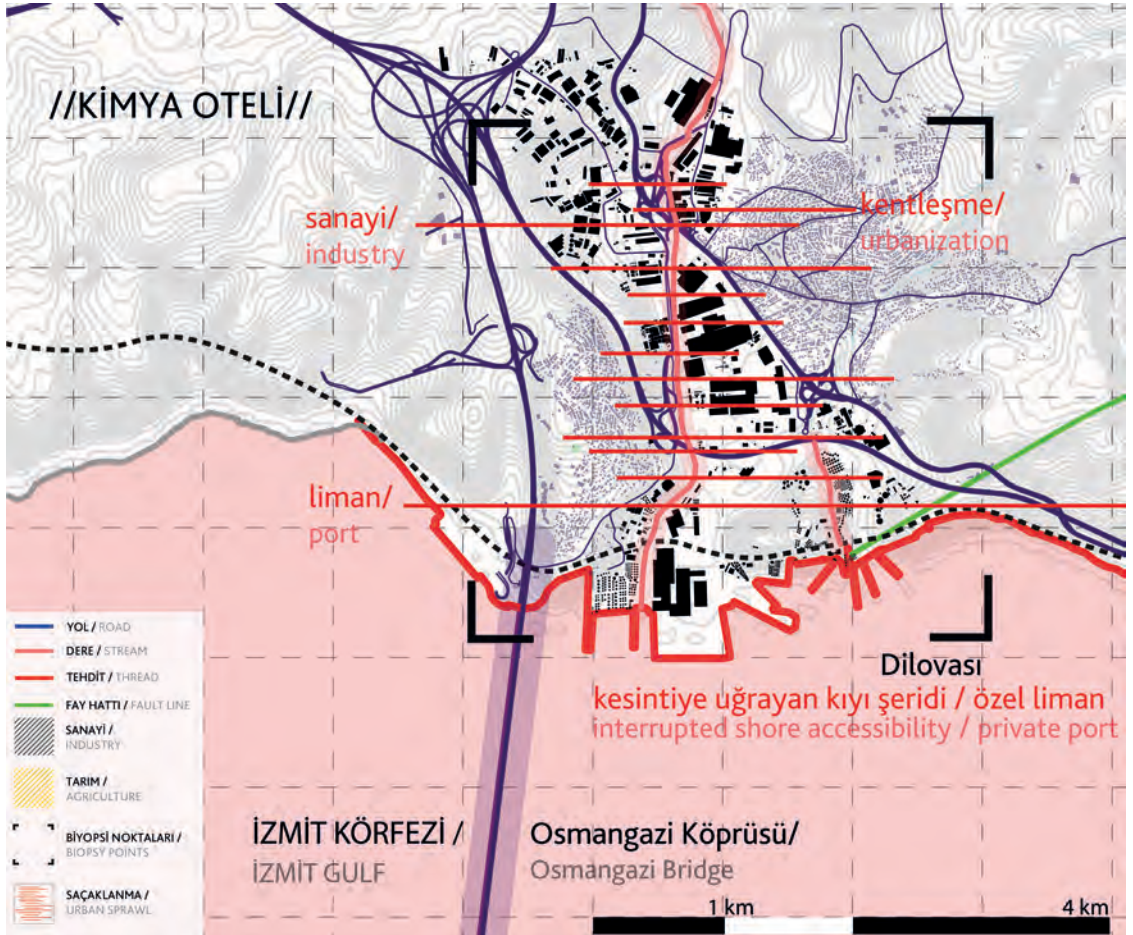 //KİMYA OTELİ//
sanayi/
industry
kentleşme/
urbanization
liman/
port
Dilovası
kesintiye uğrayan kıyı şeridi / özel liman
interrupted shore accessibility / private port
YOL / ROAD
DERE / STREAM
TEHDİT / THREAD
FAY HATTI / FAULT LINE
SANAYİ /
INDUSTRY
TARIM /
AGRICULTURE
BİYOPSİ NOKTALARI /
BIOPSY POINTS
SAÇAKLANMA /
URBAN SPRAWL
İZMİT KÖRFEZİ /
İZMİT GULF
Osmangazi Köprüsü/
Osmangazi Bridge
1 km
4 km